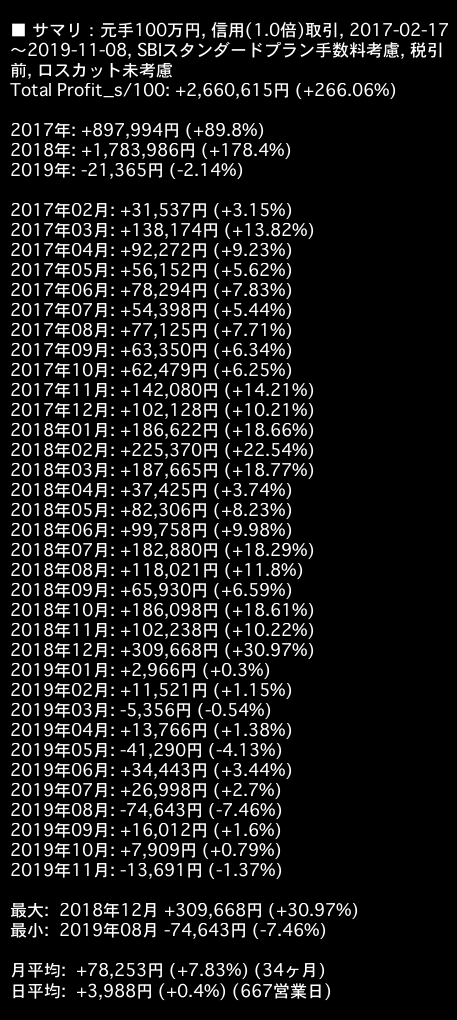 ■ サマリ : 元手100万円, 信用(1.0倍)取引, 2017-02-17
〜2019-11-08, SBIスタンダードプラン手数料考慮, 税引
前, ロスカット未考慮
Total Profit_s/100: +2,660,615円 (+266.06%)
2017年: +897,994円 (+89.8%)
2018年: +1,783,986円 (+178.4%)
2019年: -21,365円 (-2.14%)
2017年02月: +31,537円 (+3.15%)
2017年03月: +138,174円 (+13.82%)
2017年04月: +92,272円 (+9.23%)
2017年05月: +56,152円 (+5.62%)
2017年06月: +78,294円 (+7.83%)
2017年07月: +54,398円 (+5.44%)
2017年08月: +77,125円 (+7.71%)
2017年09月: +63,350円 (+6.34%)
2017年10月: +62,479円 (+6.25%)
2017年11月: +142,080円 (+14.21%)
2017年12月: +102,128円 (+10.21%)
2018年01月: +186,622円 (+18.66%)
2018年02月: +225,370円 (+22.54%)
2018年03月: +187,665円 (+18.77%)
2018年04月: +37,425円 (+3.74%)
2018年05月: +82,306円 (+8.23%)
2018年06月: +99,758円 (+9.98%)
2018年07月: +182,880円 (+18.29%)
2018年08月: +118,021円 (+11.8%)
2018年09月: +65,930円 (+6.59%)
2018年10月: +186,098円 (+18.61%)
2018年11月: +102,238円 (+10.22%)
2018年12月: +309,668円 (+30.97%)
2019年01月: +2,966円 (+0.3%)
2019年02月: +11,521円 (+1.15%)
2019年03月: -5,356円 (-0.54%)
2019年04月: +13,766円 (+1.38%)
2019年05月: -41,290円 (-4.13%)
2019年06月: +34,443円 (+3.44%)
2019年07月: +26,998円 (+2.7%)
2019年08月: -74,643円 (-7.46%)
2019年09月: +16,012円 (+1.6%)
2019年10月: +7,909円 (+0.79%)
2019年11月: -13,691円 (-1.37%)
最大: 2018年12月 +309,668円 (+30.97%)
最小: 2019年08月 -74,643円 (-7.46%)
月平均: +78,253円 (+7.83%) (34ヶ月)
日平均: +3,988円 (+0.4%) (667営業日)